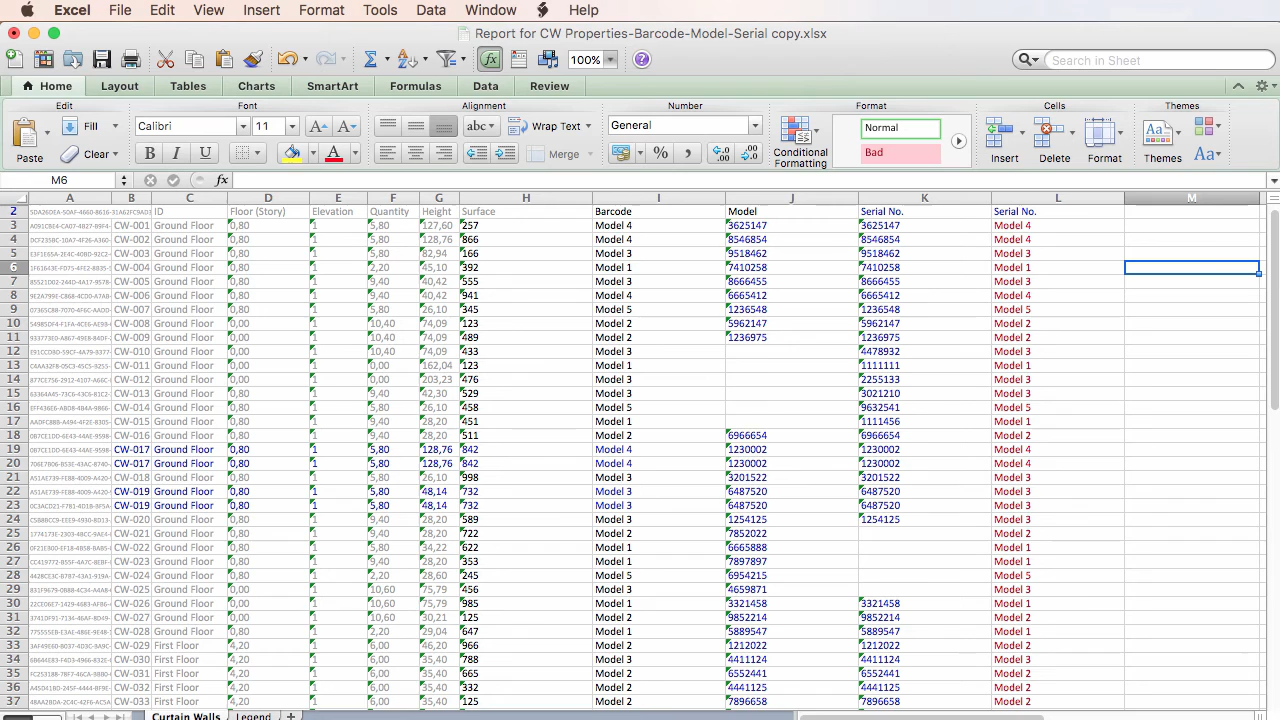 Excel File Edit View Insert Format Tools Data Window Help
Report for CW Properties-Barcode-Model-Serial copy.xlsx
100% Search in Sheet
Home Layout Tables Charts SmartArt Formulas Data Review
Edit Font Alignment Number Format Cells Themes
Fill Calibri 11 abc Wrap Text General Normal
Paste Clear B I U A Merge % , Bad Conditional Formatting Insert Delete Format Themes Aa
M6 fx
A B C D E F G H I J K L M
2 ID Floor (Story) Elevation Quantity Height Surface Barcode Model Serial No. Serial No.
3 CW-001 Ground Floor 0,80 1 5,80 127,60 257 Model 4 3625147 3625147 Model 4
4 CW-002 Ground Floor 0,80 1 5,80 128,76 866 Model 4 8546854 8546854 Model 4
5 CW-003 Ground Floor 0,80 1 5,80 82,94 166 Model 3 9518462 9518462 Model 3
6 CW-004 Ground Floor 0,80 1 2,20 45,10 392 Model 1 7410258 7410258 Model 1
7 CW-005 Ground Floor 0,80 1 9,40 40,42 555 Model 3 8666455 8666455 Model 3
8 CW-006 Ground Floor 0,80 1 9,40 40,42 941 Model 4 6665412 6665412 Model 4
9 CW-007 Ground Floor 0,80 1 5,80 26,10 345 Model 5 1236548 1236548 Model 5
10 CW-008 Ground Floor 0,00 1 10,40 74,09 123 Model 2 5962147 5962147 Model 2
11 CW-009 Ground Floor 0,00 1 10,40 74,09 489 Model 2 1236975 1236975 Model 2
12 CW-010 Ground Floor 0,00 1 10,40 74,09 433 Model 3 4478932 Model 3
13 CW-011 Ground Floor 0,00 1 0,00 162,04 123 Model 1 1111111 Model 1
14 CW-012 Ground Floor 0,00 1 0,00 203,23 476 Model 3 2255133 Model 3
15 CW-013 Ground Floor 0,80 1 9,40 42,30 529 Model 3 3021210 Model 3
16 CW-014 Ground Floor 0,80 1 5,80 26,10 458 Model 5 9632541 Model 5
17 CW-015 Ground Floor 0,80 1 9,40 28,20 451 Model 1 1111456 Model 1
18 CW-016 Ground Floor 0,80 1 9,40 28,20 511 Model 2 6966654 6966654 Model 2
19 CW-017 Ground Floor 0,80 1 5,80 128,76 842 Model 4 1230002 1230002 Model 4
20 CW-017 Ground Floor 0,80 1 5,80 128,76 842 Model 4 1230002 1230002 Model 4
21 CW-018 Ground Floor 0,80 1 5,80 26,10 998 Model 3 3201522 3201522 Model 3
22 CW-019 Ground Floor 0,80 1 5,80 48,14 732 Model 3 6487520 6487520 Model 3
23 CW-019 Ground Floor 0,80 1 5,80 48,14 732 Model 3 6487520 6487520 Model 3
24 CW-020 Ground Floor 0,80 1 9,40 28,20 589 Model 3 1254125 1254125 Model 3
25 CW-021 Ground Floor 0,80 1 9,40 28,20 722 Model 2 7852022 Model 2
26 CW-022 Ground Floor 0,80 1 5,80 34,22 622 Model 1 6665888 Model 1
27 CW-023 Ground Floor 0,80 1 9,40 28,20 353 Model 1 7897897 Model 1
28 CW-024 Ground Floor 0,80 1 2,20 28,60 245 Model 5 6954215 Model 5
29 CW-025 Ground Floor 0,00 1 10,60 75,79 456 Model 3 4659871 Model 3
30 CW-026 Ground Floor 0,00 1 10,60 75,79 985 Model 1 3321458 3321458 Model 1
31 CW-027 Ground Floor 0,00 1 10,60 30,21 125 Model 2 9852214 9852214 Model 2
32 CW-028 Ground Floor 0,80 1 2,20 29,04 647 Model 1 5889547 5889547 Model 1
33 CW-029 First Floor 4,20 1 6,00 46,20 966 Model 2 1212022 1212022 Model 2
34 CW-030 First Floor 4,20 1 6,00 35,40 788 Model 3 4411124 4411124 Model 3
35 CW-031 First Floor 4,20 1 6,00 35,40 665 Model 2 6552441 6552441 Model 2
36 CW-032 First Floor 4,20 1 6,00 35,40 332 Model 2 4441125 4441125 Model 2
37 CW-033 First Floor 4,20 1 6,00 35,40 125 Model 2 7896658 7896658 Model 2
Curtain Walls Legend